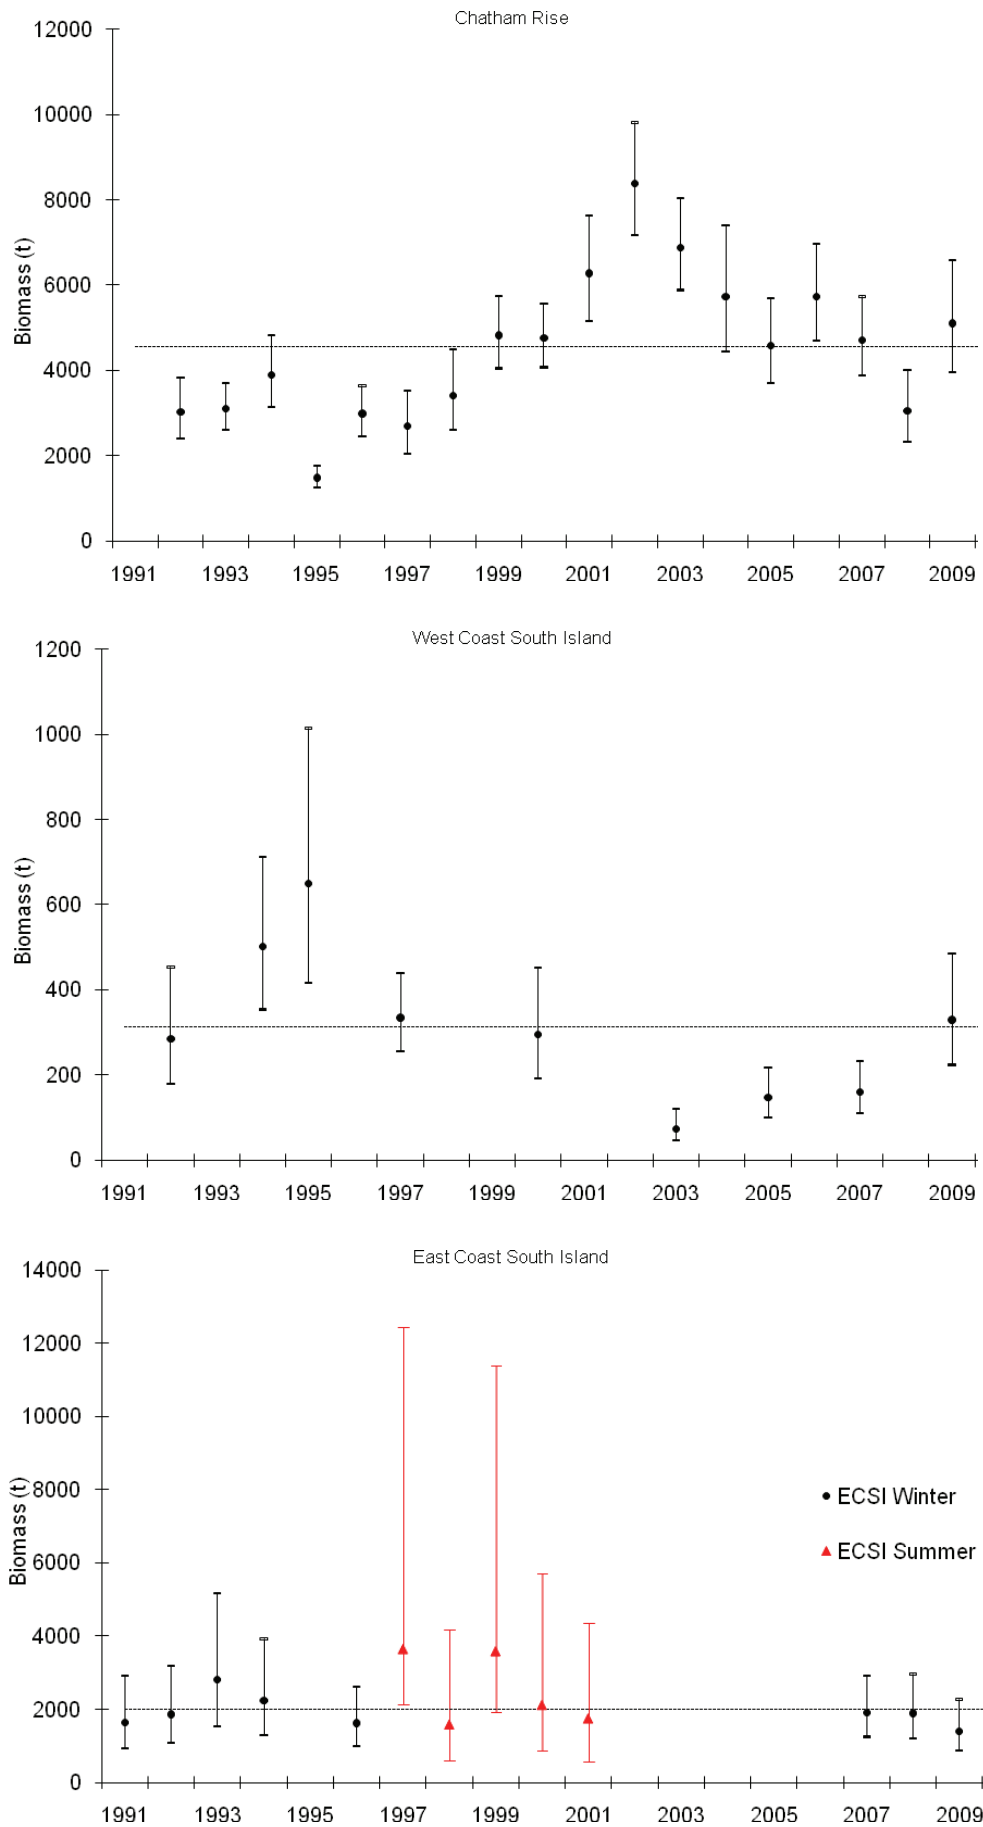 Chatham Rise
12000
10000
8000
6000
4000
2000
0
Biomass (t)
1991 1993 1995 1997 1999 2001 2003 2005 2007 2009
West Coast South Island
1200
1000
800
600
400
200
0
Biomass (t)
1991 1993 1995 1997 1999 2001 2003 2005 2007 2009
East Coast South Island
14000
12000
10000
8000
6000
4000
2000
0
Biomass (t)
ECSI Winter
ECSI Summer
1991 1993 1995 1997 1999 2001 2003 2005 2007 2009